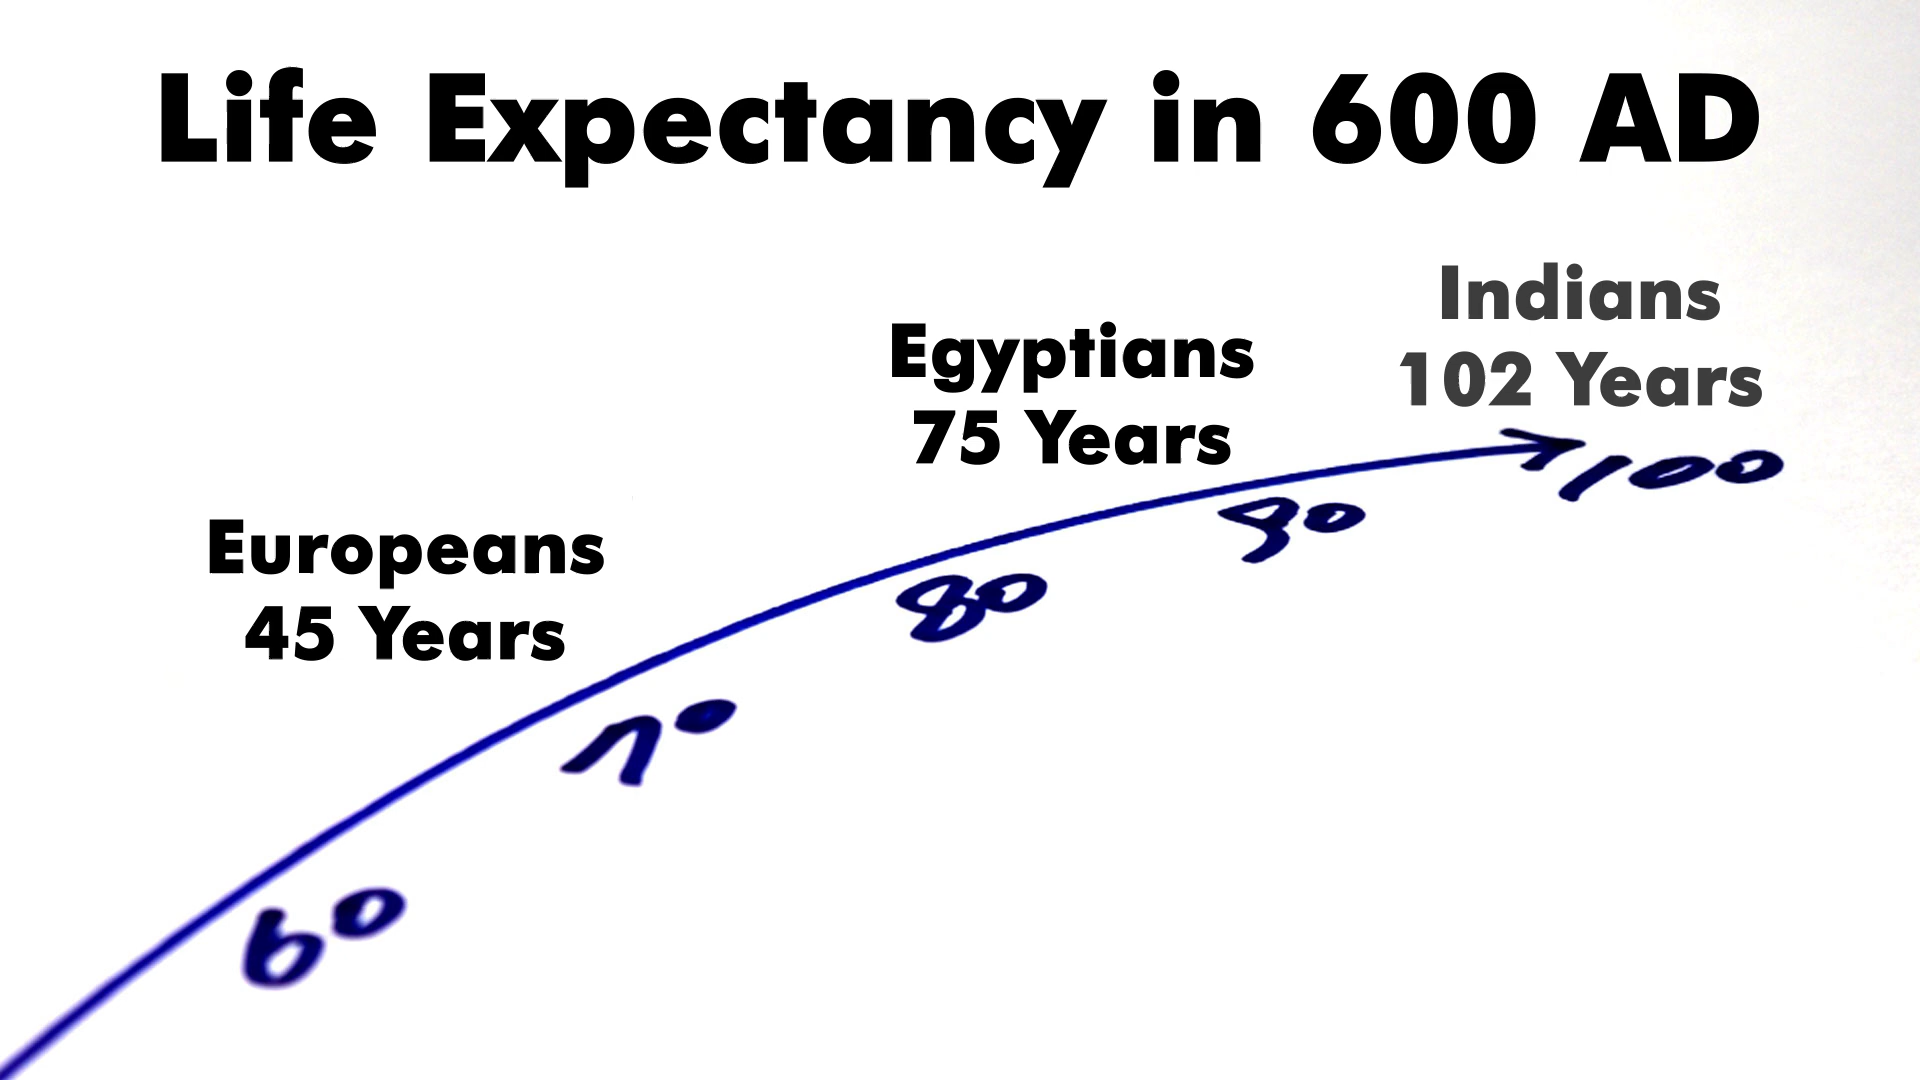 Life Expectancy in 600 AD
Indians
102 Years
Egyptians
75 Years
Europeans
45 Years
60
70
80
90
100